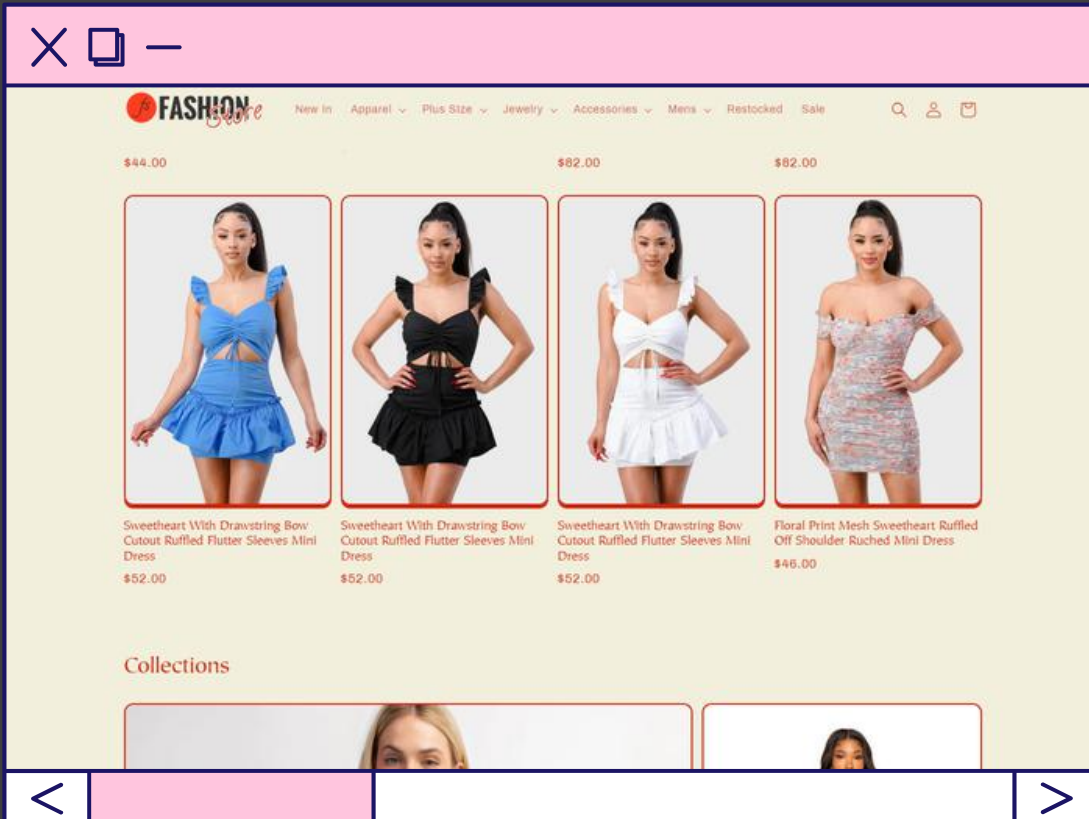 fs FASHION Store
New In Apparel Plus Size Jewelry Accessories Mens Restocked Sale
$44.00 $82.00 $82.00
Sweetheart With Drawstring Bow
Cutout Ruffled Flutter Sleeves Mini
Dress
$52.00
Sweetheart With Drawstring Bow
Cutout Ruffled Flutter Sleeves Mini
Dress
$52.00
Sweetheart With Drawstring Bow
Cutout Ruffled Flutter Sleeves Mini
Dress
$52.00
Floral Print Mesh Sweetheart Ruffled
Off Shoulder Ruched Mini Dress
$46.00
Collections